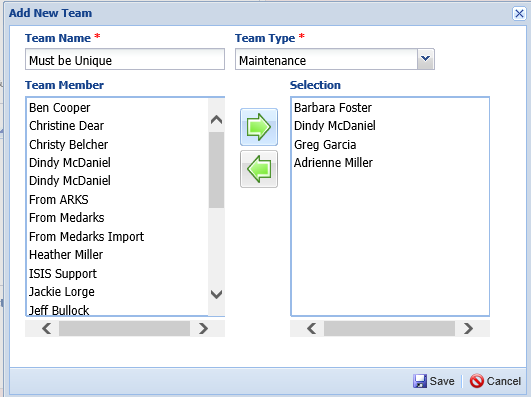 Add New Team
Team Name *
Team Type *
Must be Unique
Maintenance
Team Member
Selection
Ben Cooper
Christine Dear
Christy Belcher
Dindy McDaniel
Dindy McDaniel
From ARKS
From Medarks
From Medarks Import
Heather Miller
ISIS Support
Jackie Lorge
Jeff Bullock
Barbara Foster
Dindy McDaniel
Greg Garcia
Adrienne Miller
Save
Cancel